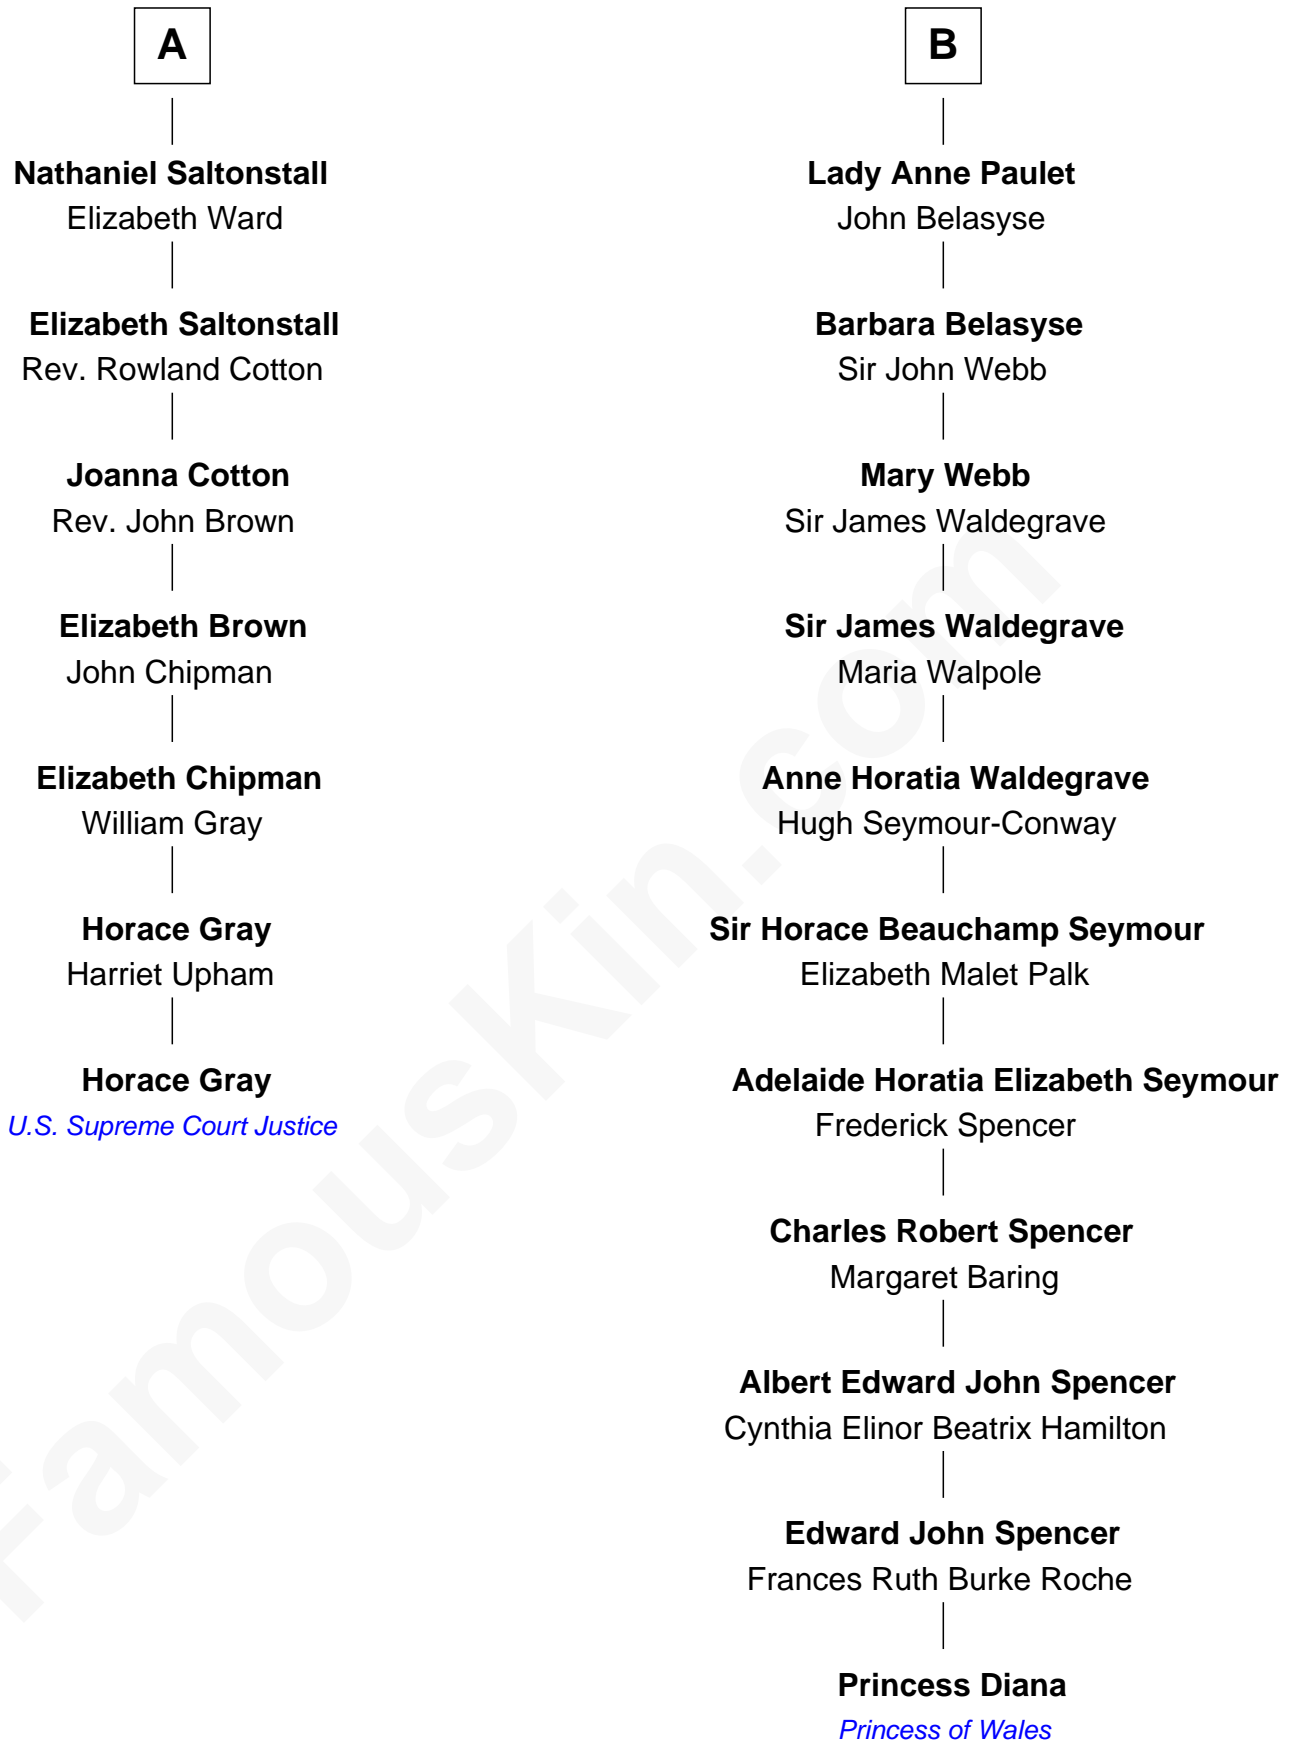 A
Nathaniel Saltonstall
Elizabeth Ward
Elizabeth Saltonstall
Rev. Rowland Cotton
Joanna Cotton
Rev. John Brown
Elizabeth Brown
John Chipman
Elizabeth Chipman
William Gray
Horace Gray
Harriet Upham
Horace Gray
U.S. Supreme Court Justice
B
Lady Anne Paulet
John Belasyse
Barbara Belasyse
Sir John Webb
Mary Webb
Sir James Waldegrave
Sir James Waldegrave
Maria Walpole
Anne Horatia Waldegrave
Hugh Seymour-Conway
Sir Horace Beauchamp Seymour
Elizabeth Malet Palk
Adelaide Horatia Elizabeth Seymour
Frederick Spencer
Charles Robert Spencer
Margaret Baring
Albert Edward John Spencer
Cynthia Elinor Beatrix Hamilton
Edward John Spencer
Frances Ruth Burke Roche
Princess Diana
Princess of Wales
FamousKin.com